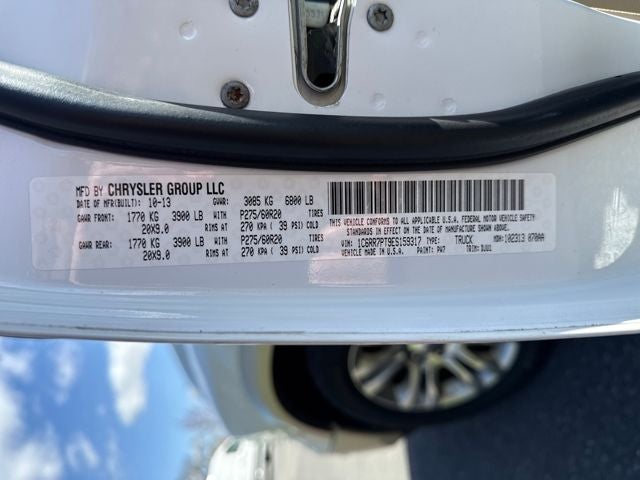 MFD BY CHRYSLER GROUP LLC
DATE OF MFR(BUILT): 10-13 GVWR: 3085 KG 6800 LB
GAWR FRONT: 1770 KG 3900 LB WITH P275/60R20 TIRES
20X9.0 RIMS AT 270 KPA ( 39 PSI) COLD
GAWR REAR: 1770 KG 3900 LB WITH P275/60R20 TIRES
20X9.0 RIMS AT 270 KPA ( 39 PSI) COLD
THIS VEHICLE CONFORMS TO ALL APPLICABLE U.S.A. FEDERAL MOTOR VEHICLE SAFETY
STANDARDS IN EFFECT ON THE DATE OF MANUFACTURE SHOWN ABOVE.
VIN: 1C6RR7PT9ES159317 TYPE: TRUCK MDH: 102313 070AA
VEHICLE MADE IN U.S.A. PAINT: PW7 TRIM: DJX8